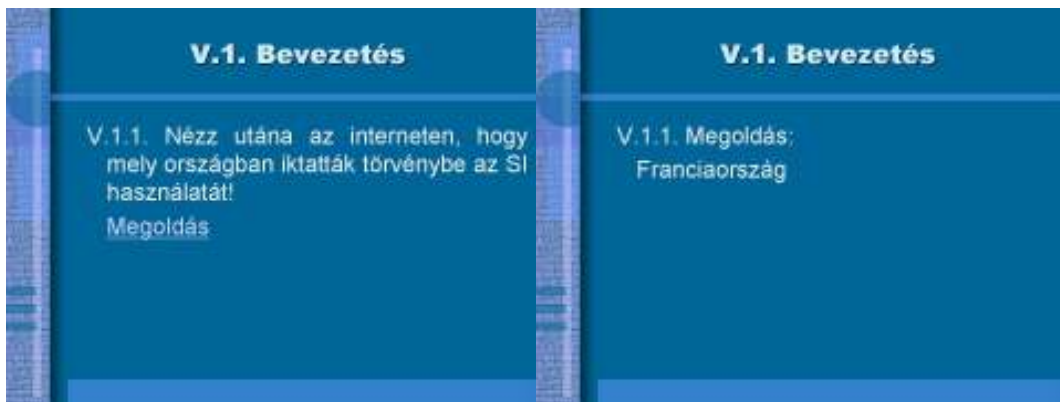 V.1. Bevezetés
V.1.1. Nézz utána az interneten, hogy
mely országban iktatták törvénybe az SI
használatát!
Megoldás
V.1. Bevezetés
V.1.1. Megoldás:
Franciaország